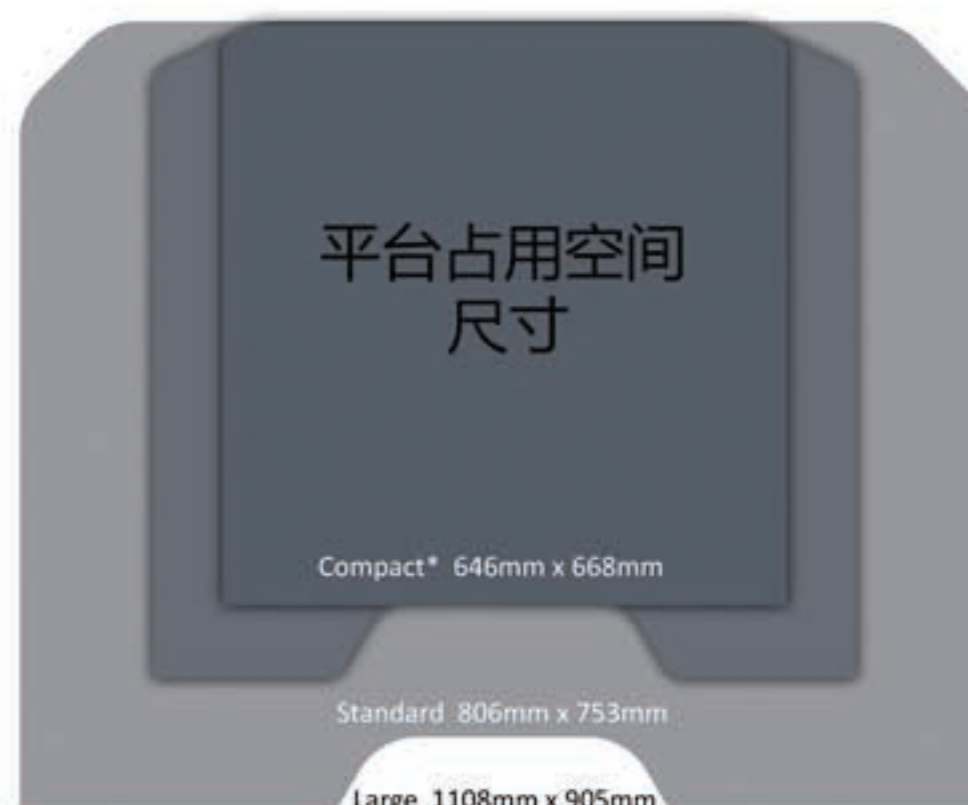 平台占用空间
尺寸
Compact* 646mm x 668mm
Standard 806mm x 753mm
Large 1108mm x 905mm